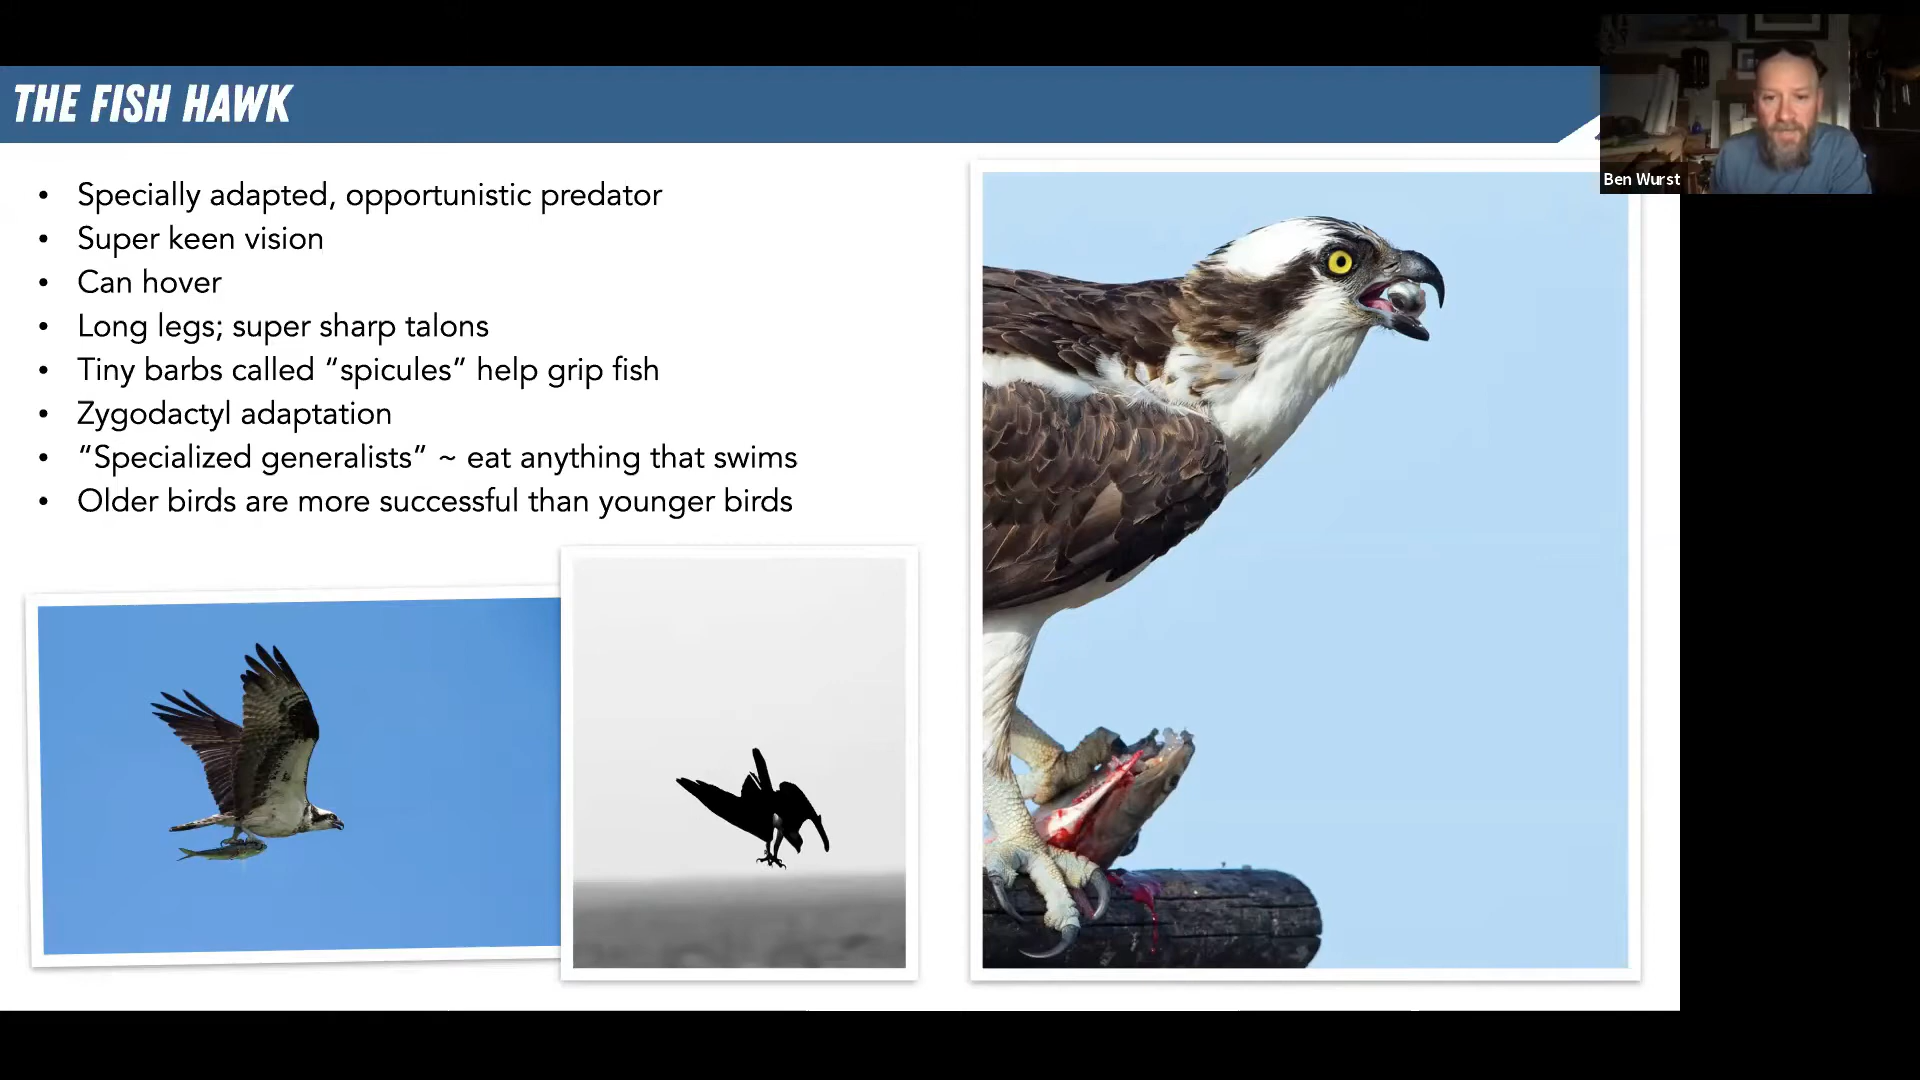 THE FISH HAWK
Ben Wurst
• Specially adapted, opportunistic predator
• Super keen vision
• Can hover
• Long legs; super sharp talons
• Tiny barbs called “spicules” help grip fish
• Zygodactyl adaptation
• “Specialized generalists” ~ eat anything that swims
• Older birds are more successful than younger birds